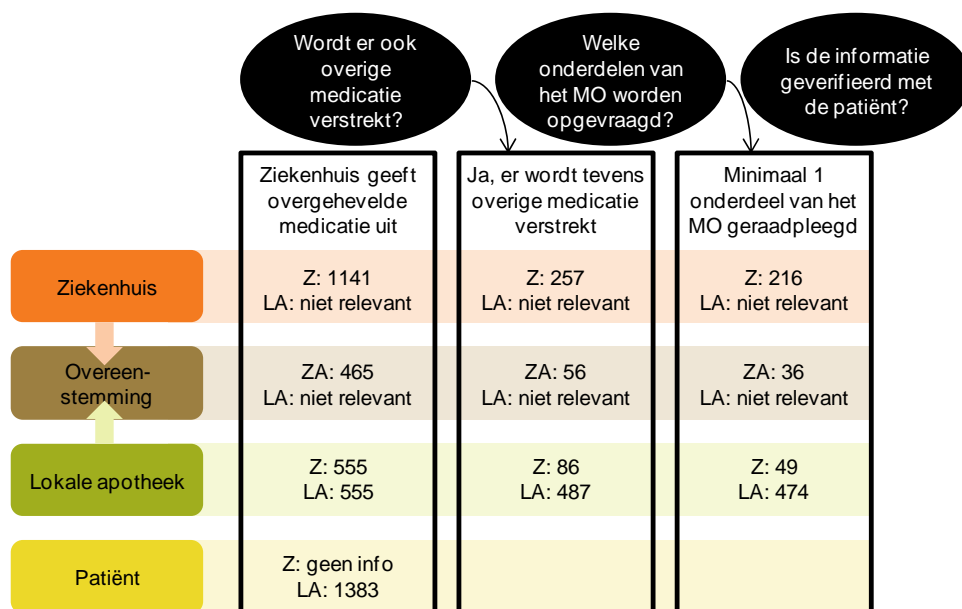 Wordt er ook
overige
medicatie
verstrekt?
Welke
onderdelen van
het MO worden
opgevraagd?
Is de informatie
geverifieerd met
de patiënt?
Ziekenhuis geeft
overgehevelde
medicatie uit
Ja, er wordt tevens
overige medicatie
verstrekt
Minimaal 1
onderdeel van het
MO geraadpleegd
Ziekenhuis
Z: 1141
LA: niet relevant
Z: 257
LA: niet relevant
Z: 216
LA: niet relevant
Overeen-
stemming
ZA: 465
LA: niet relevant
ZA: 56
LA: niet relevant
ZA: 36
LA: niet relevant
Lokale apotheek
Z: 555
LA: 555
Z: 86
LA: 487
Z: 49
LA: 474
Patiënt
Z: geen info
LA: 1383